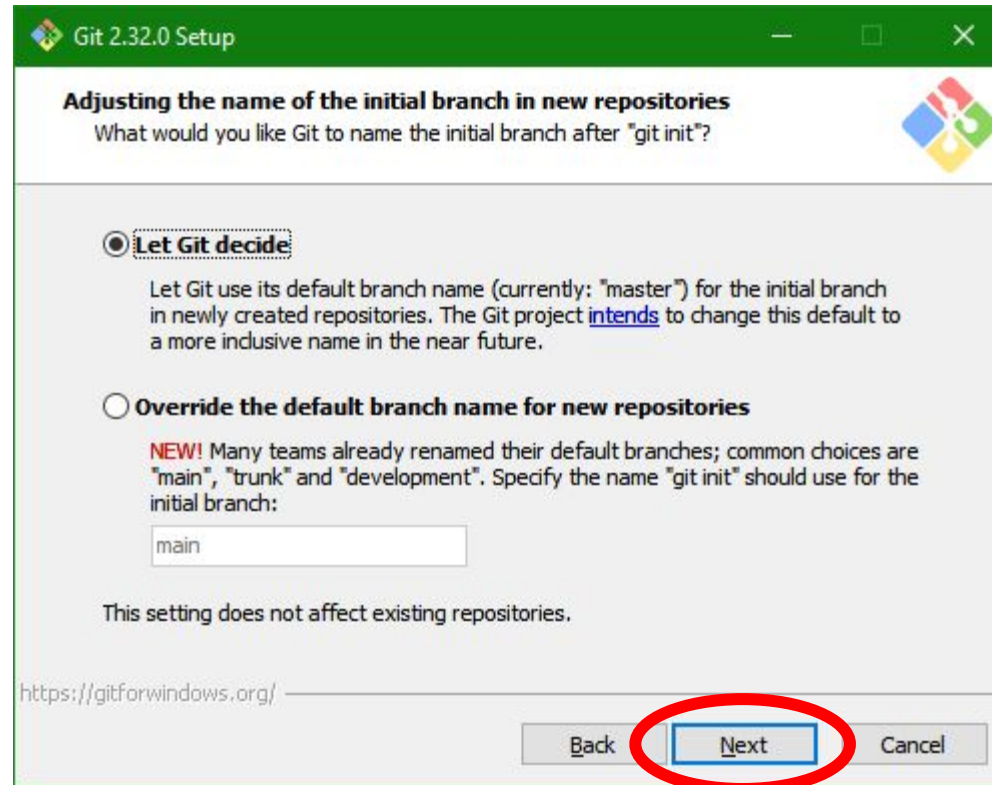 Git 2.32.0 Setup
Adjusting the name of the initial branch in new repositories
What would you like Git to name the initial branch after "git init"?
Let Git decide
Let Git use its default branch name (currently: "master") for the initial branch
in newly created repositories. The Git project intends to change this default to
a more inclusive name in the near future.
Override the default branch name for new repositories
NEW! Many teams already renamed their default branches; common choices are
"main", "trunk" and "development". Specify the name "git init" should use for the
initial branch:
main
This setting does not affect existing repositories.
https://gitforwindows.org/
Back Next Cancel